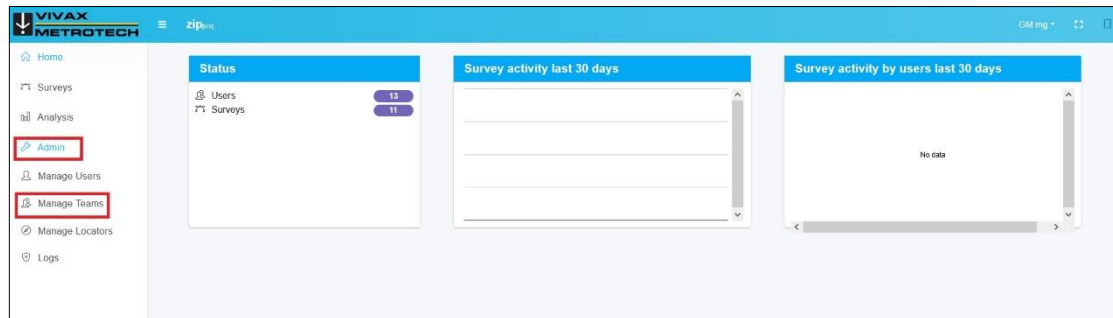 VIVAX
METROTECH
zip
GM mg
Home
Surveys
Analysis
Admin
Manage Users
Manage Teams
Manage Locators
Logs
Status
Users 13
Surveys 11
Survey activity last 30 days
Survey activity by users last 30 days
No data